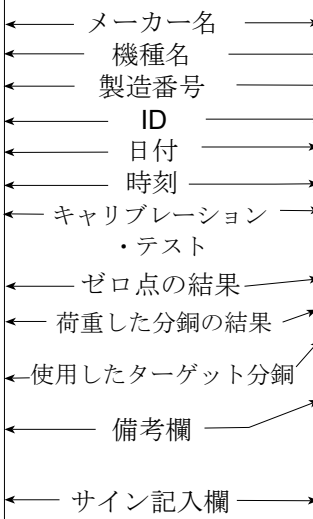 メーカー名
機種名
製造番号
ID
日付
時刻
キャリブレーション
・テスト
ゼロ点の結果
荷重した分銅の結果
使用したターゲット分銅
備考欄
サイン記入欄